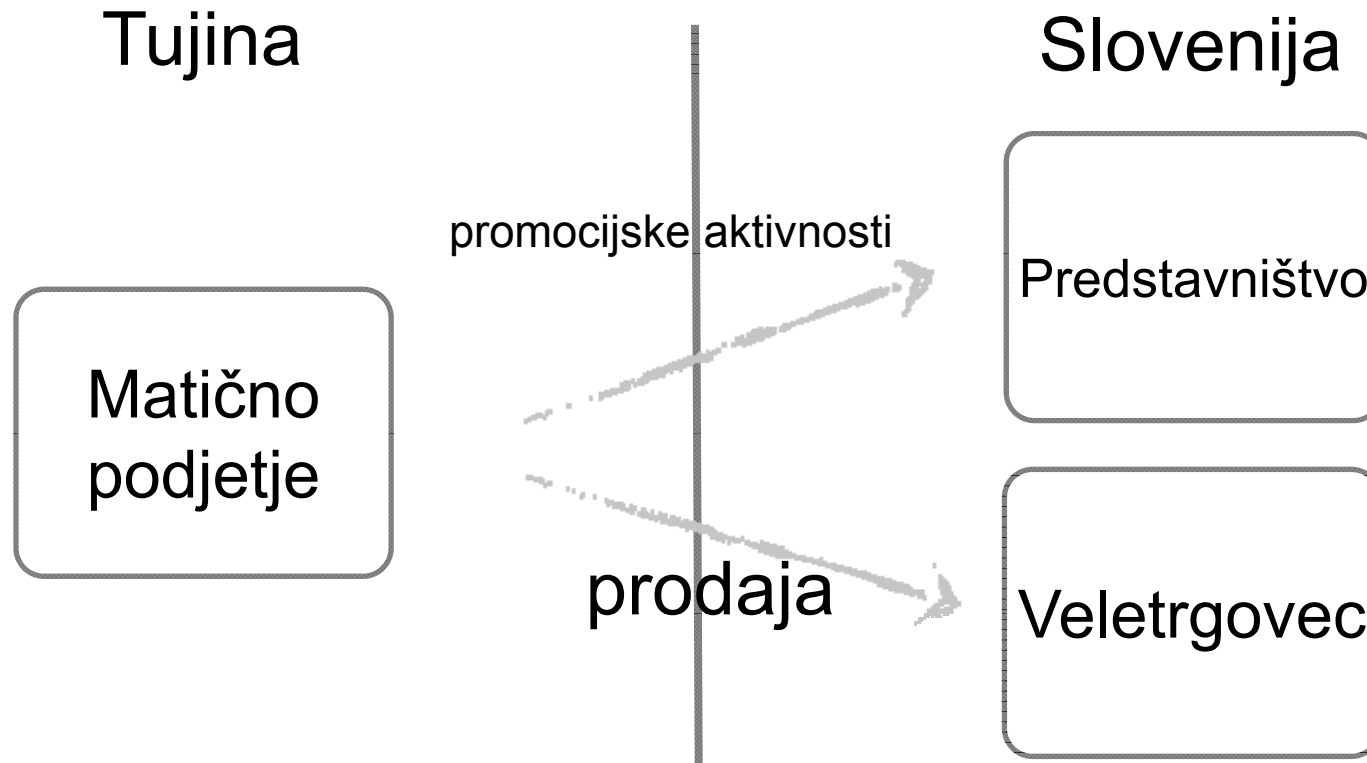 Tujina
Slovenija
promocijske aktivnosti
Predstavništvo
Matično
podjetje
prodaja
Veletrgovec